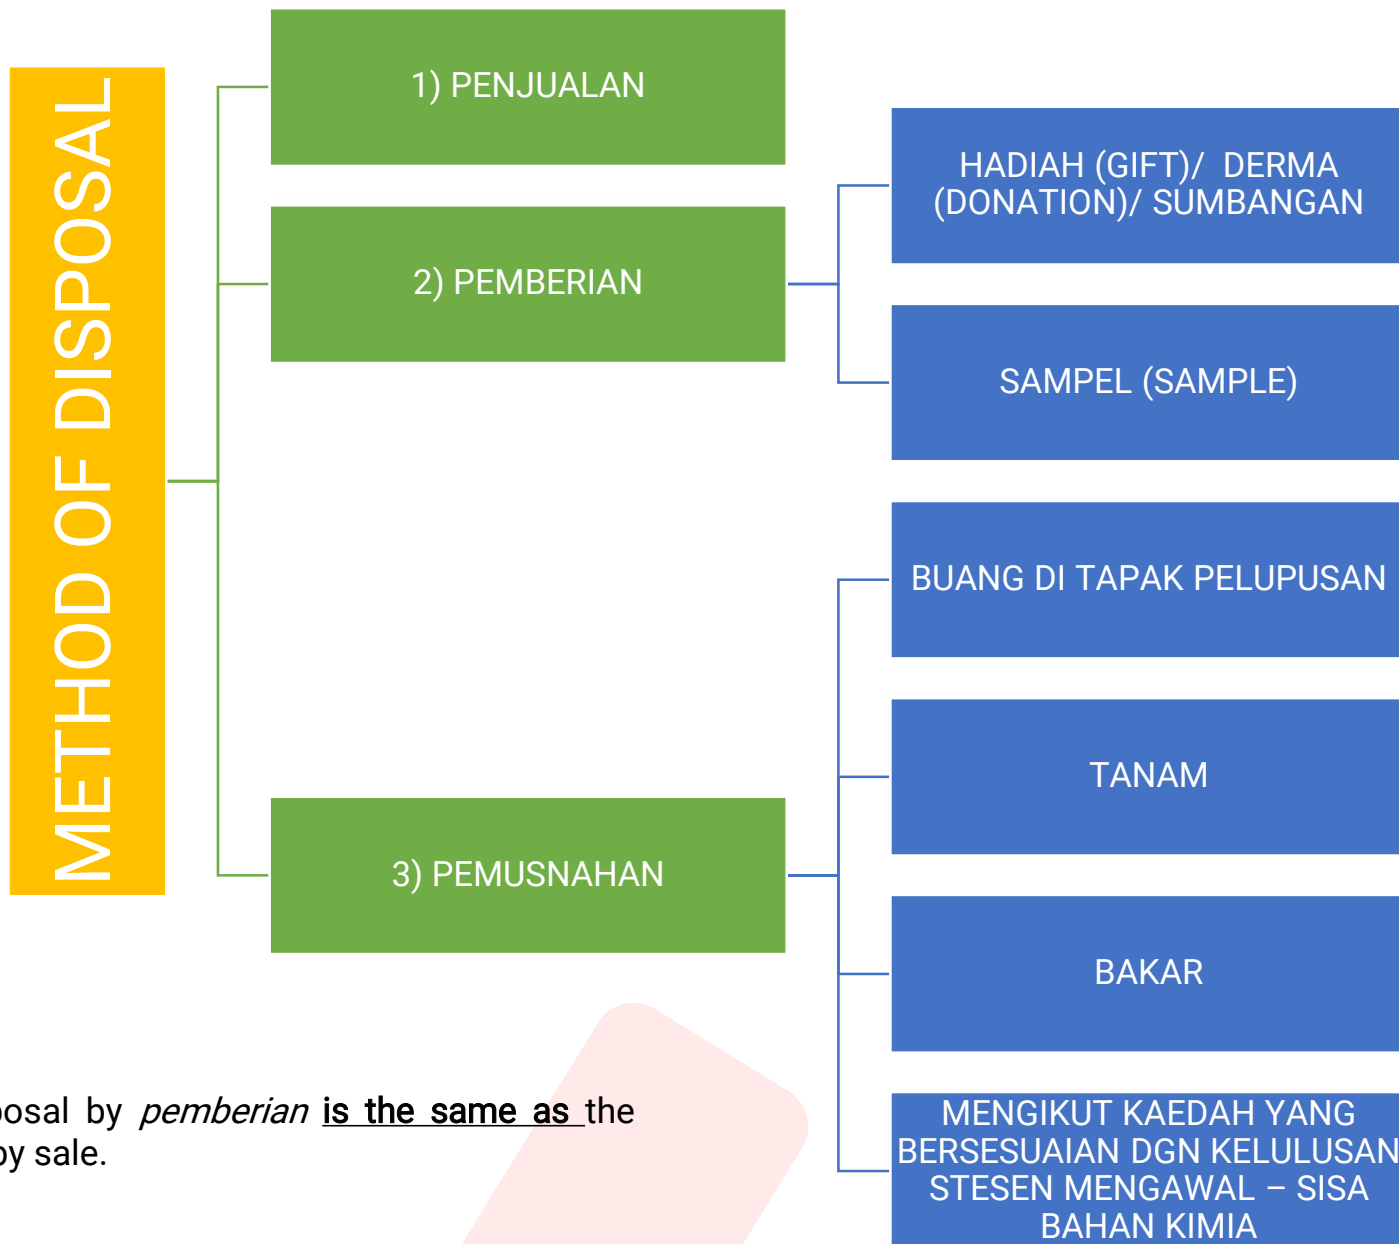 METHOD OF DISPOSAL
1) PENJUALAN
2) PEMBERIAN
HADIAH (GIFT)/ DERMA
(DONATION)/ SUMBANGAN
SAMPEL (SAMPLE)
3) PEMUSNAHAN
BUANG DI TAPAK PELUPUSAN
TANAM
BAKAR
MENGIKUT KAEDAH YANG
BERSESUAIAN DGN KELULUSAN
STESEN MENGAWAL – SISA
BAHAN KIMIA
by pemberian is the same as the
by sale.